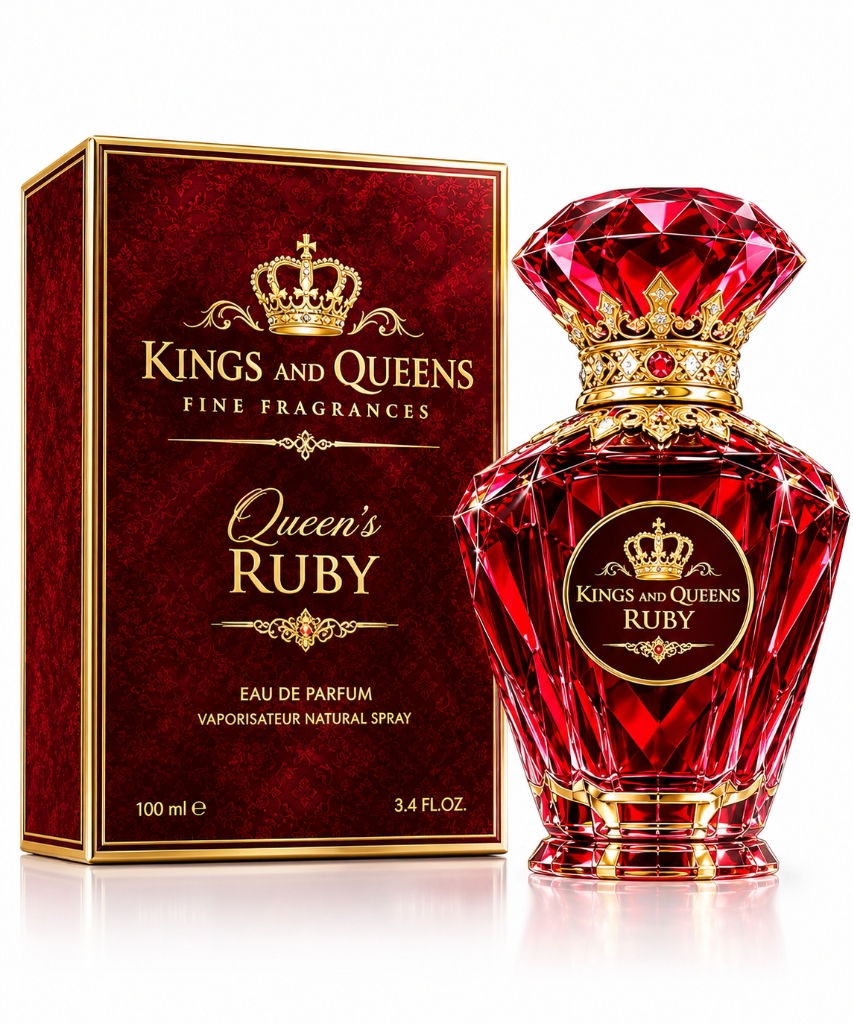 KINGS AND QUEENS
FINE FRAGRANCES
Queen's
RUBY
EAU DE PARFUM
VAPORISATEUR NATURAL SPRAY
100 ml ℮
3.4 FL.OZ.
KINGS AND QUEENS
RUBY